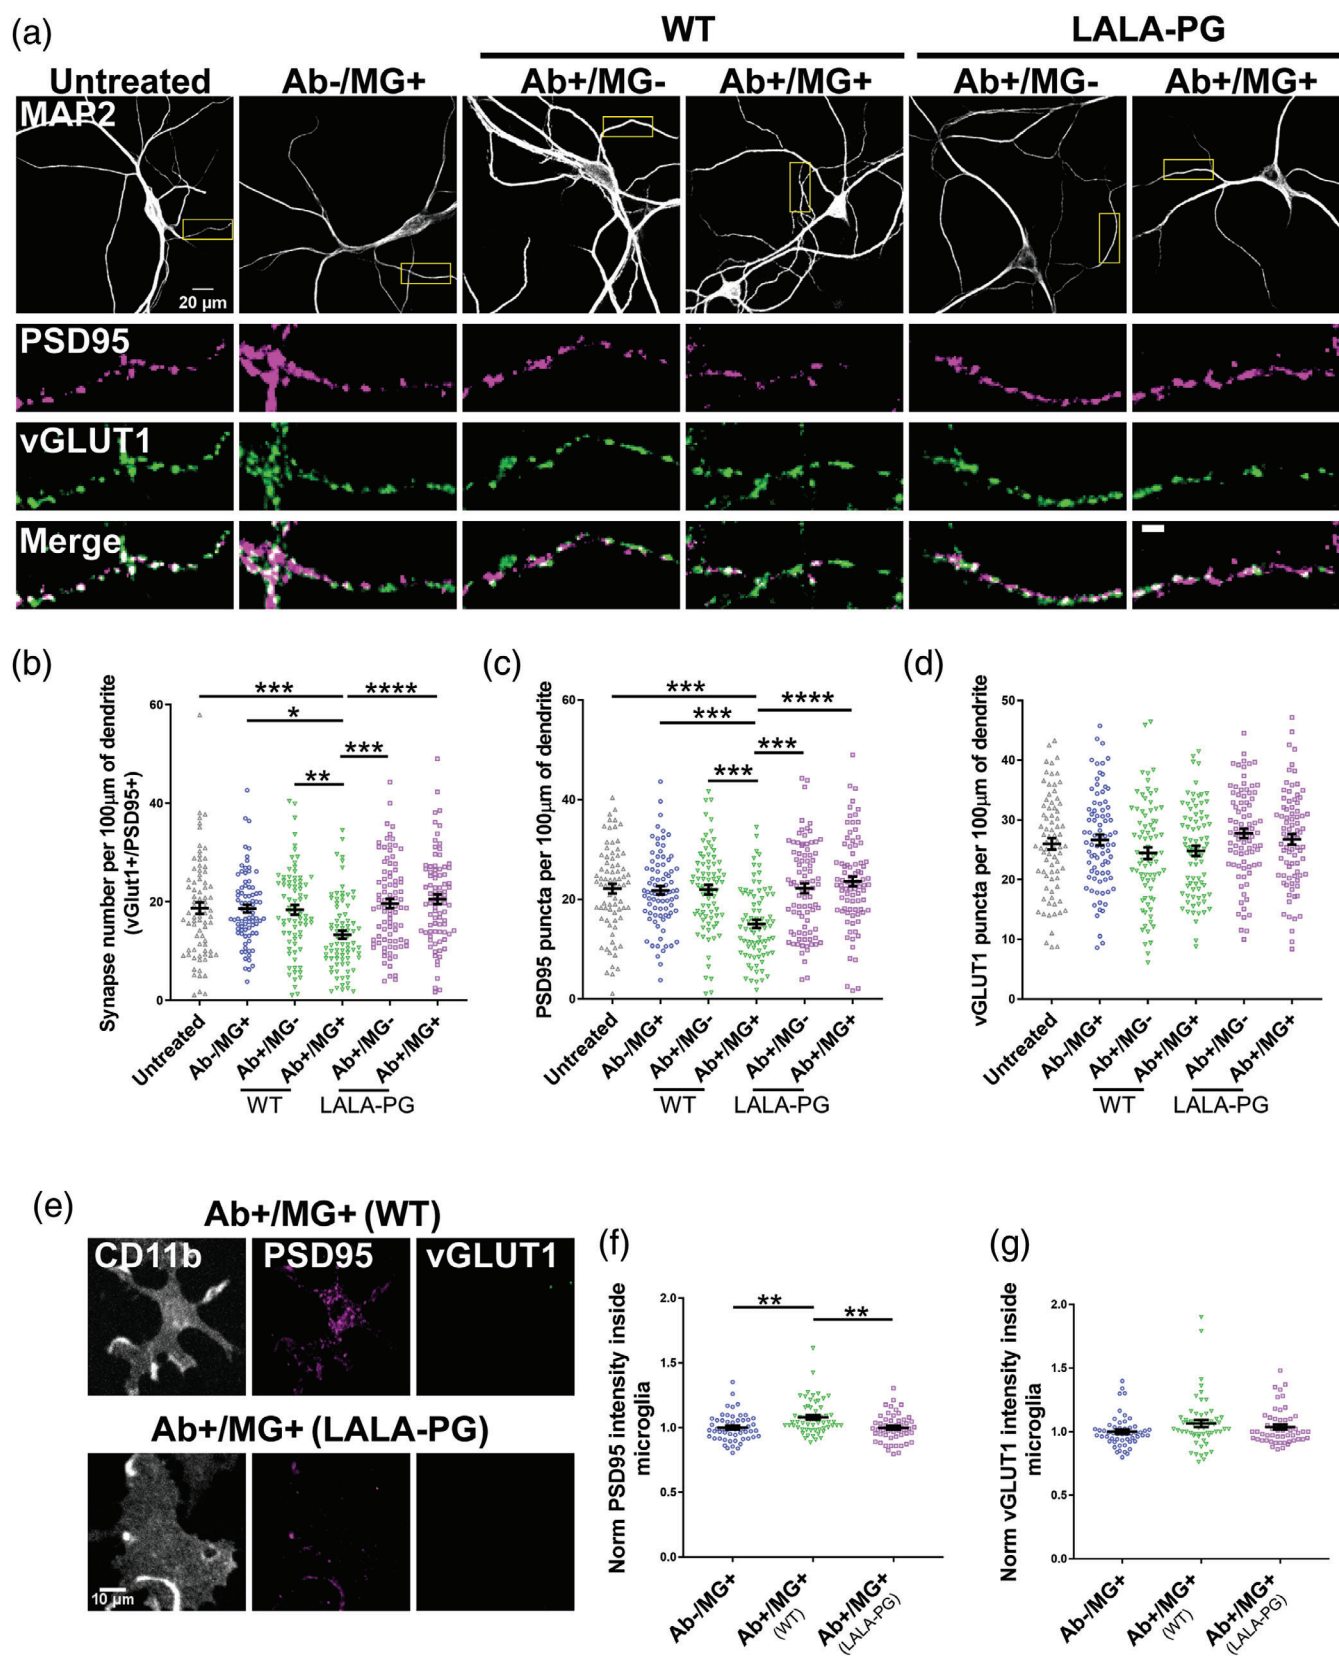 (a)
WT
LALA-PG
Untreated
Ab-/MG+
Ab+/MG-
Ab+/MG+
Ab+/MG-
Ab+/MG+
MAP2
20 µm
PSD95
vGLUT1
Merge
(b)
Synapse number per 100µm of dendrite
(vGlut1+/PSD95+)
60
40
20
0
***
****
*
***
**
Untreated
Ab-/MG+
Ab+/MG-
Ab+/MG+
Ab+/MG-
Ab+/MG+
WT
LALA-PG
(c)
PSD95 puncta per 100µm of dendrite
60
40
20
0
***
****
***
***
***
Untreated
Ab-/MG+
Ab+/MG-
Ab+/MG+
Ab+/MG-
Ab+/MG+
WT
LALA-PG
(d)
vGLUT1 puncta per 100µm of dendrite
50
40
30
20
10
0
Untreated
Ab-/MG+
Ab+/MG-
Ab+/MG+
Ab+/MG-
Ab+/MG+
WT
LALA-PG
(e)
Ab+/MG+ (WT)
CD11b
PSD95
vGLUT1
Ab+/MG+ (LALA-PG)
10 µm
(f)
Norm PSD95 intensity inside
microglia
2.0
1.5
1.0
0.5
0.0
**
**
Ab-/MG+
Ab+/MG+
(WT)
Ab+/MG+
(LALA-PG)
(g)
Norm vGLUT1 intensity inside
microglia
2.0
1.5
1.0
0.5
0.0
Ab-/MG+
Ab+/MG+
(WT)
Ab+/MG+
(LALA-PG)